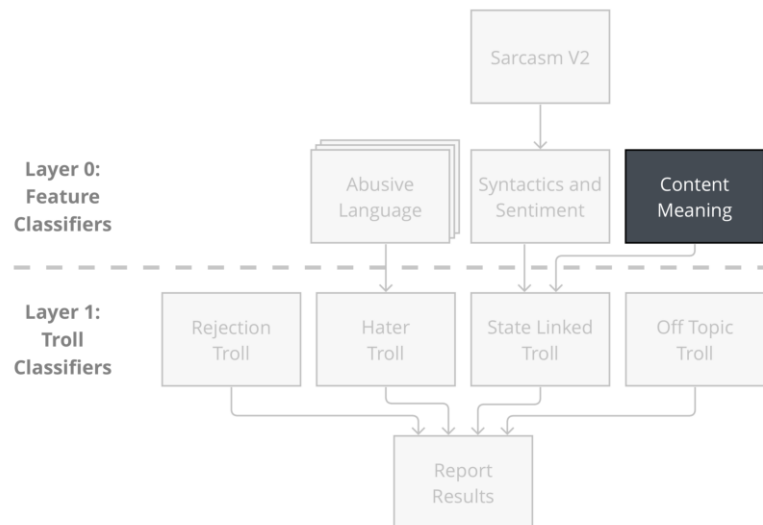 Sarcasm V2
Layer 0:
Feature
Classifiers
Abusive
Language
Syntactics and
Sentiment
Content
Meaning
Layer 1:
Troll
Classifiers
Rejection
Troll
Hater
Troll
State Linked
Troll
Off Topic
Troll
Report
Results